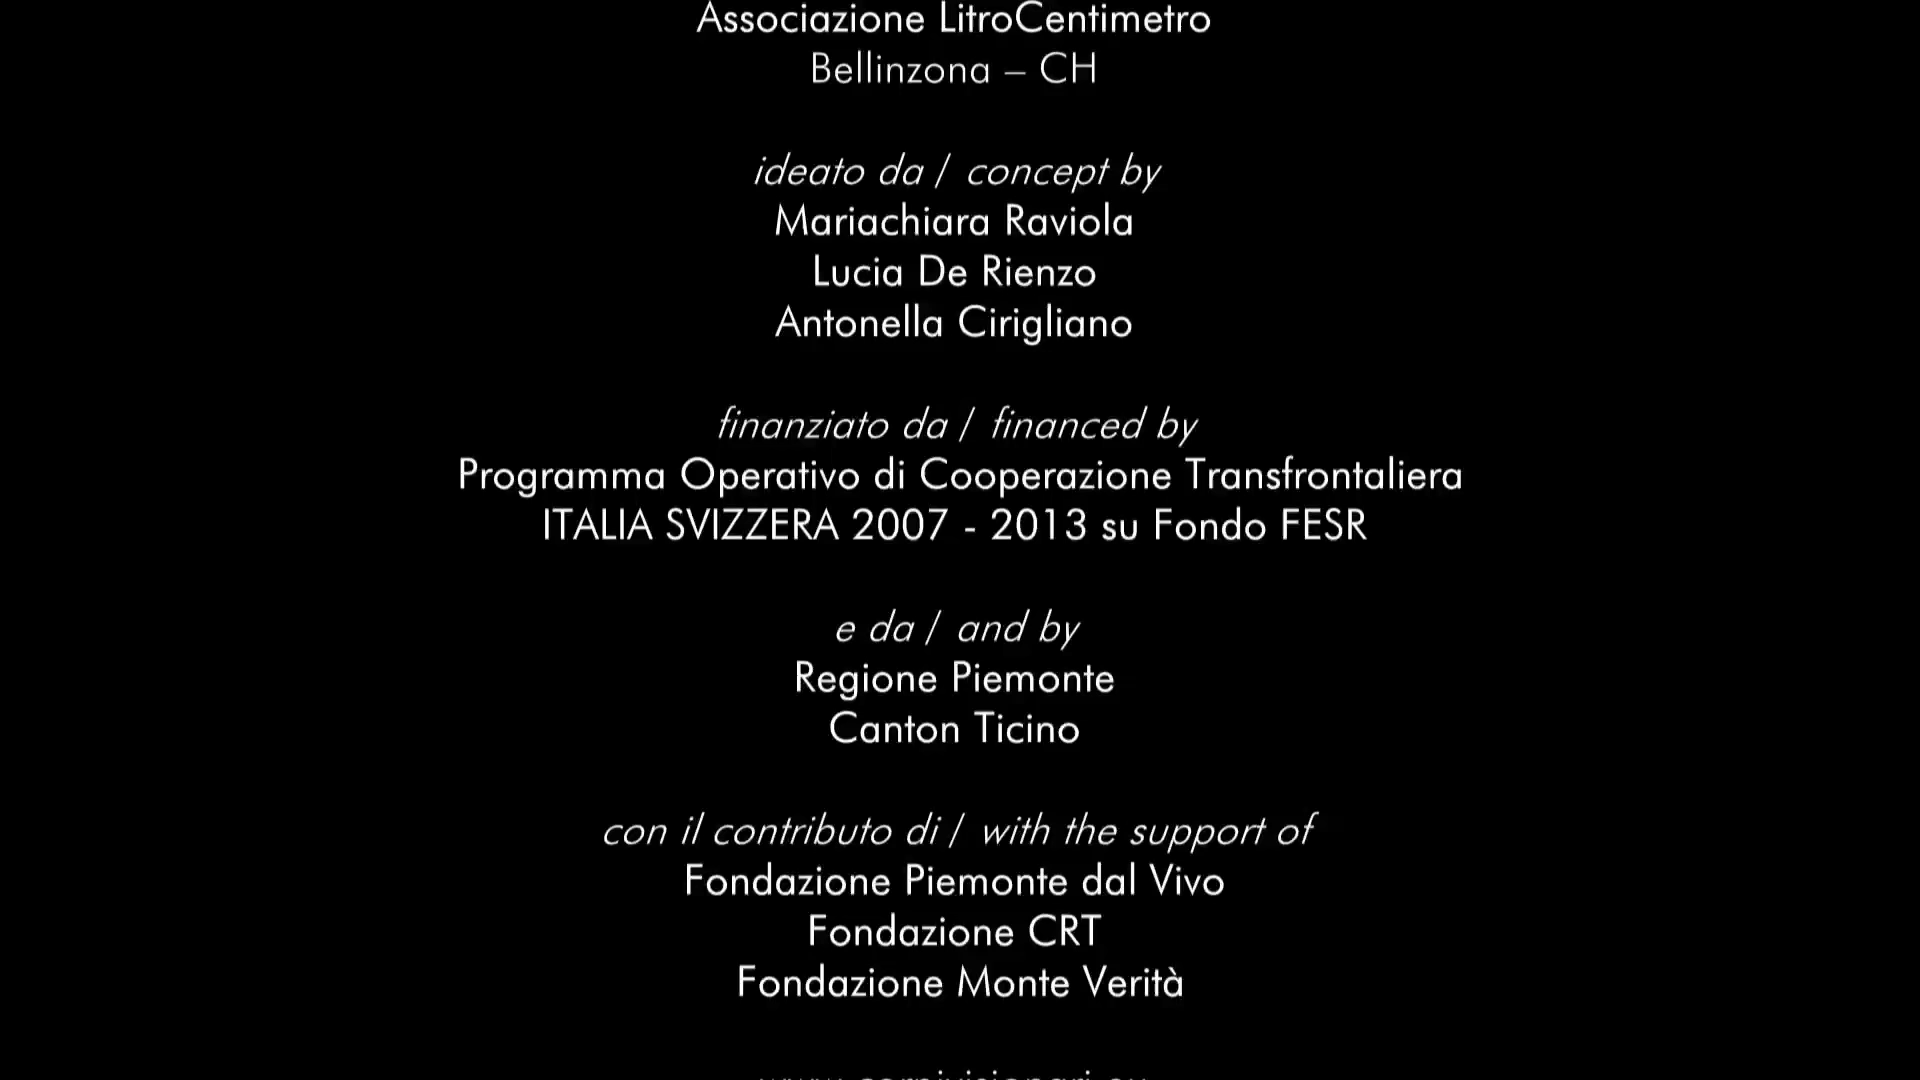 Associazione LitroCentimetro
Bellinzona – CH
ideato da / concept by
Mariachiara Raviola
Lucia De Rienzo
Antonella Cirigliano
finanziato da / financed by
Programma Operativo di Cooperazione Transfrontaliera
ITALIA SVIZZERA 2007 - 2013 su Fondo FESR
e da / and by
Regione Piemonte
Canton Ticino
con il contributo di / with the support of
Fondazione Piemonte dal Vivo
Fondazione CRT
Fondazione Monte Verità